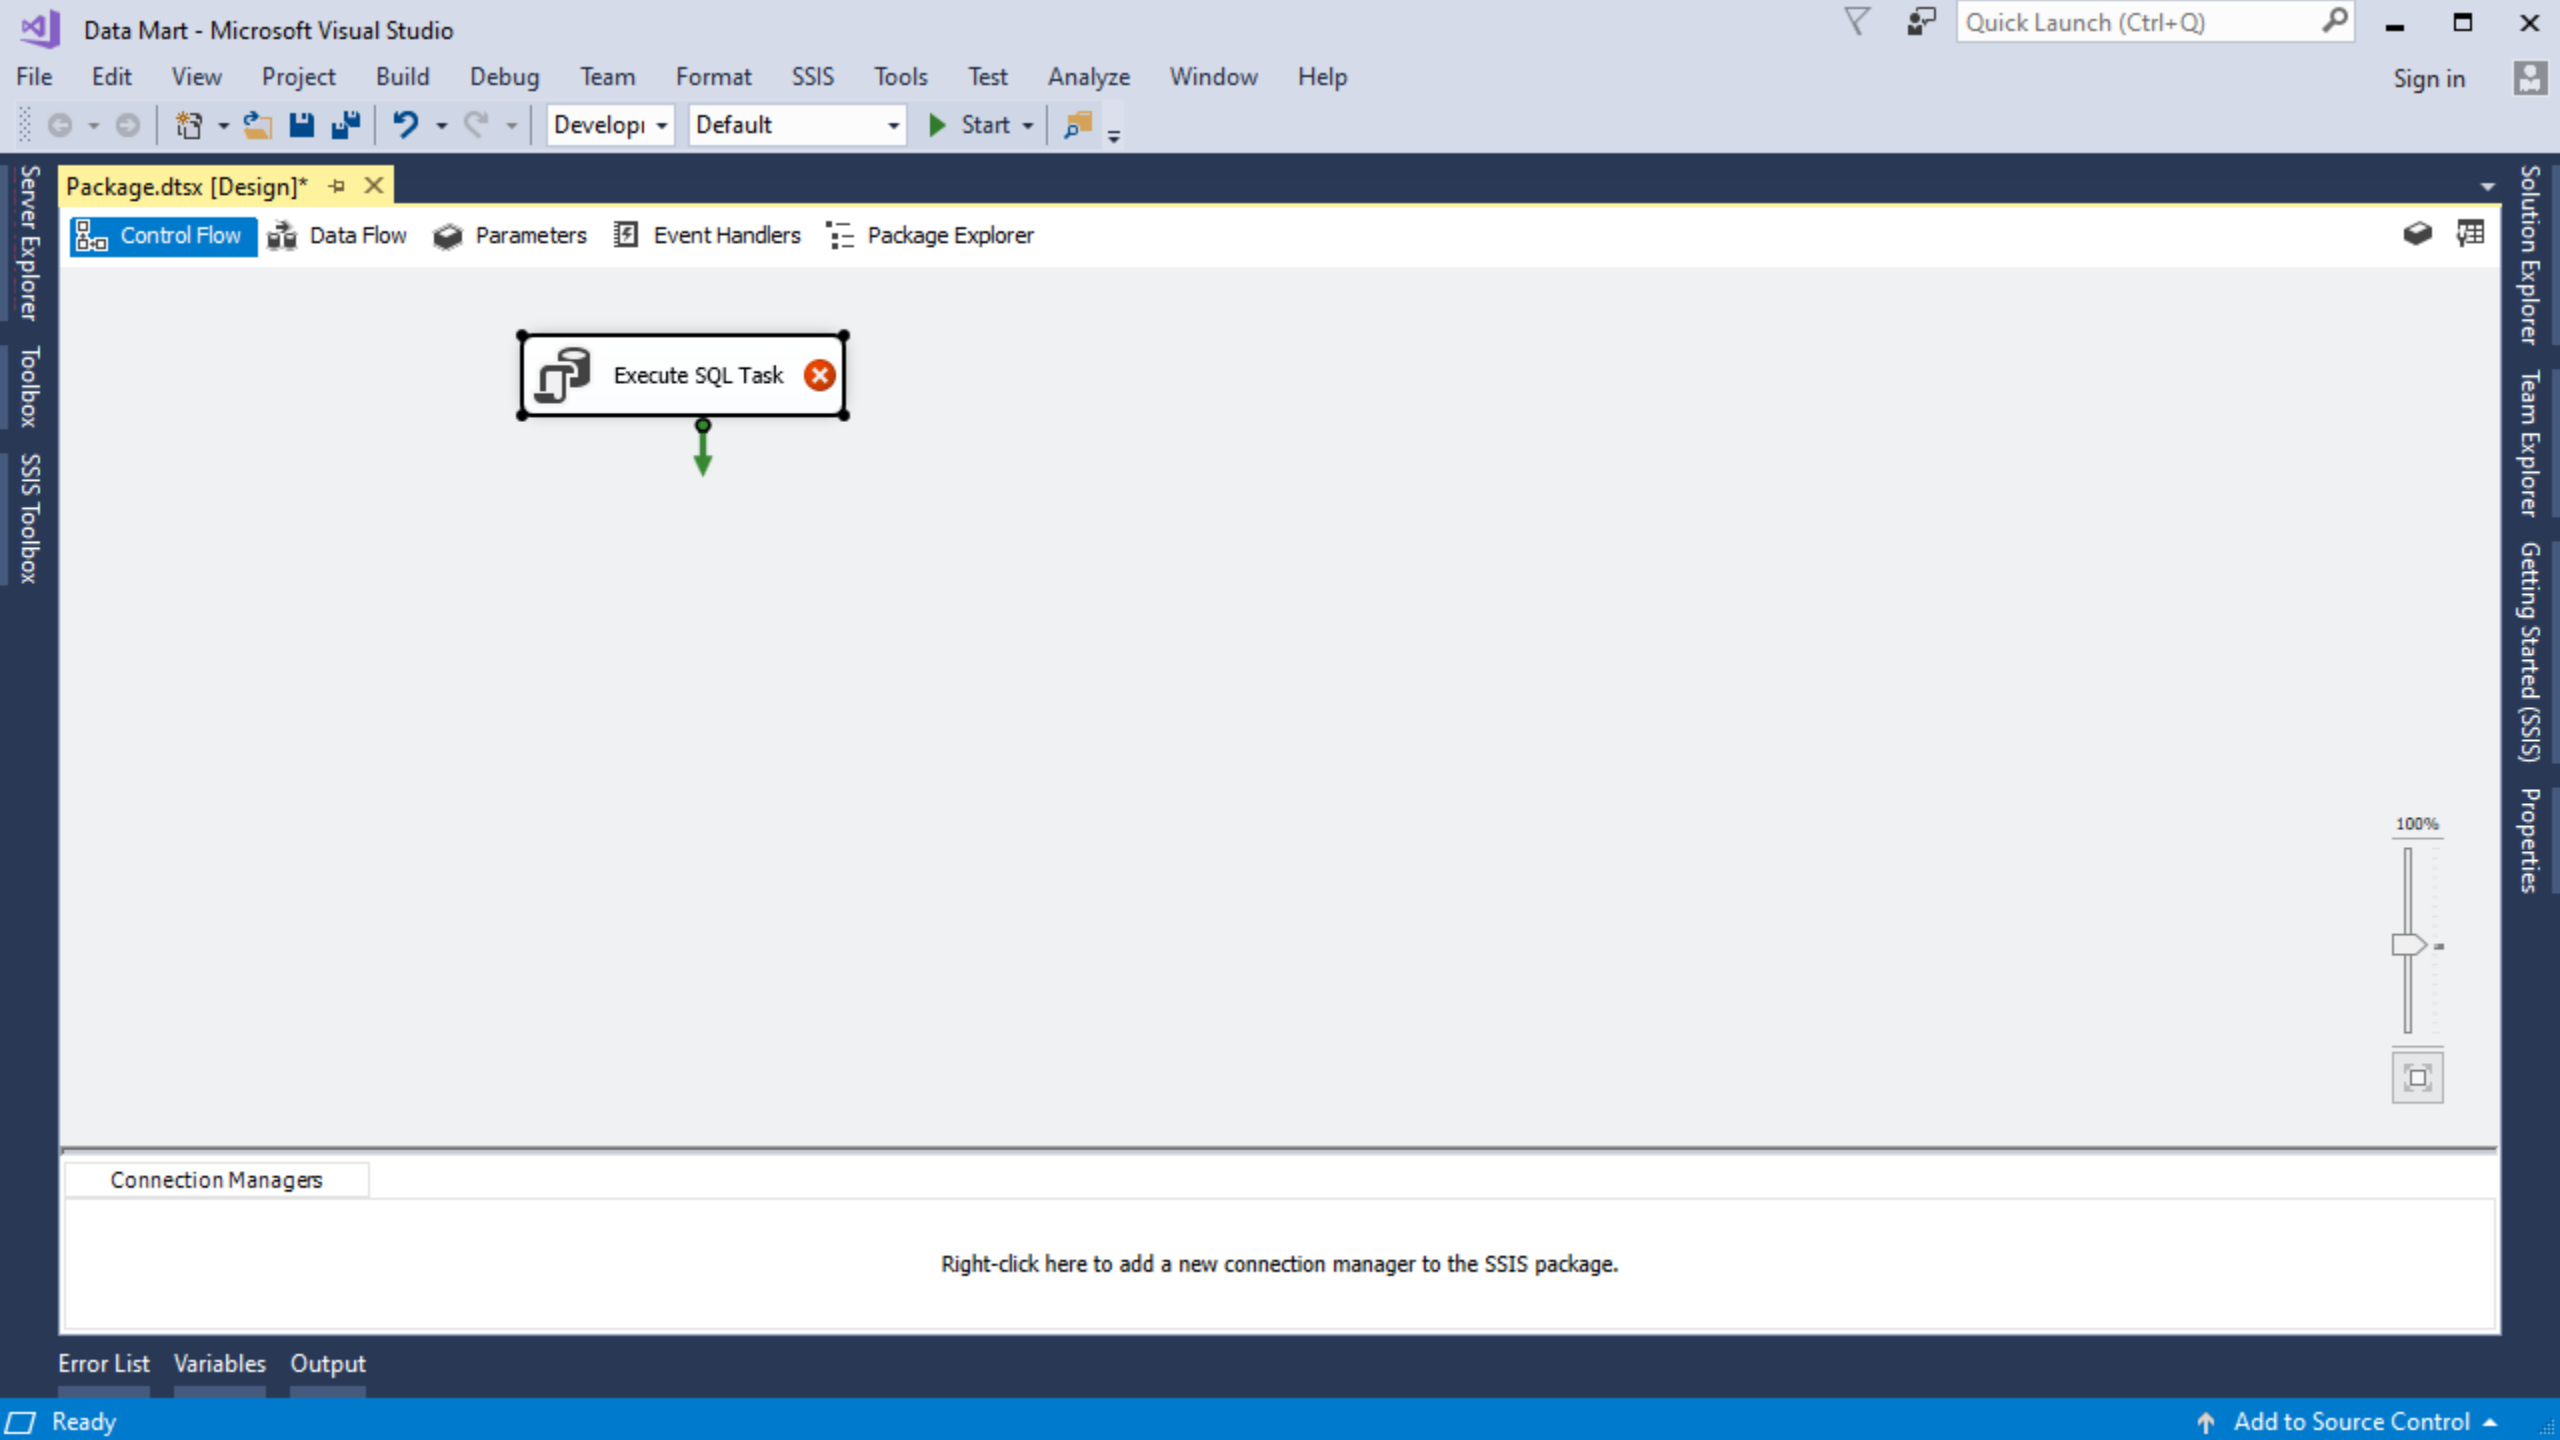 Data Mart - Microsoft Visual Studio
Quick Launch (Ctrl+Q)
File Edit View Project Build Debug Team Format SSIS Tools Test Analyze Window Help
Sign in
Default
Start
Server Explorer
Toolbox
SSIS Toolbox
Package.dtsx [Design]*
Control Flow Data Flow Parameters Event Handlers Package Explorer
Execute SQL Task
100%
Connection Managers
Right-click here to add a new connection manager to the SSIS package.
Solution Explorer
Team Explorer
Getting Started (SSIS)
Properties
Error List Variables Output
Ready
Add to Source Control